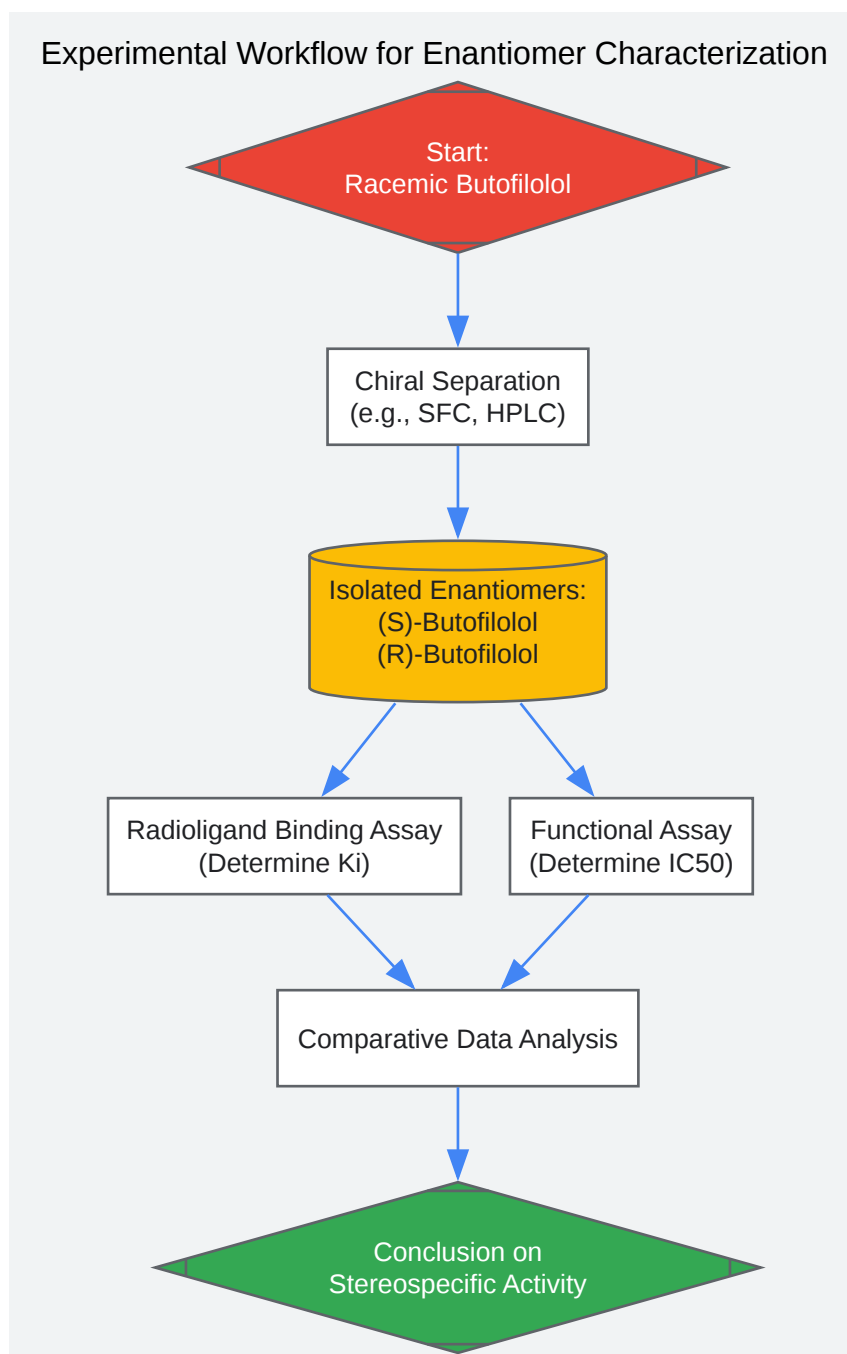 Experimental Workflow for Enantiomer Characterization
Start:
Racemic Butofilolol
Chiral Separation
(e.g., SFC, HPLC)
Isolated Enantiomers:
(S)-Butofilolol
(R)-Butofilolol
Radioligand Binding Assay
(Determine Ki)
Functional Assay
(Determine IC50)
Comparative Data Analysis
Conclusion on
Stereospecific Activity